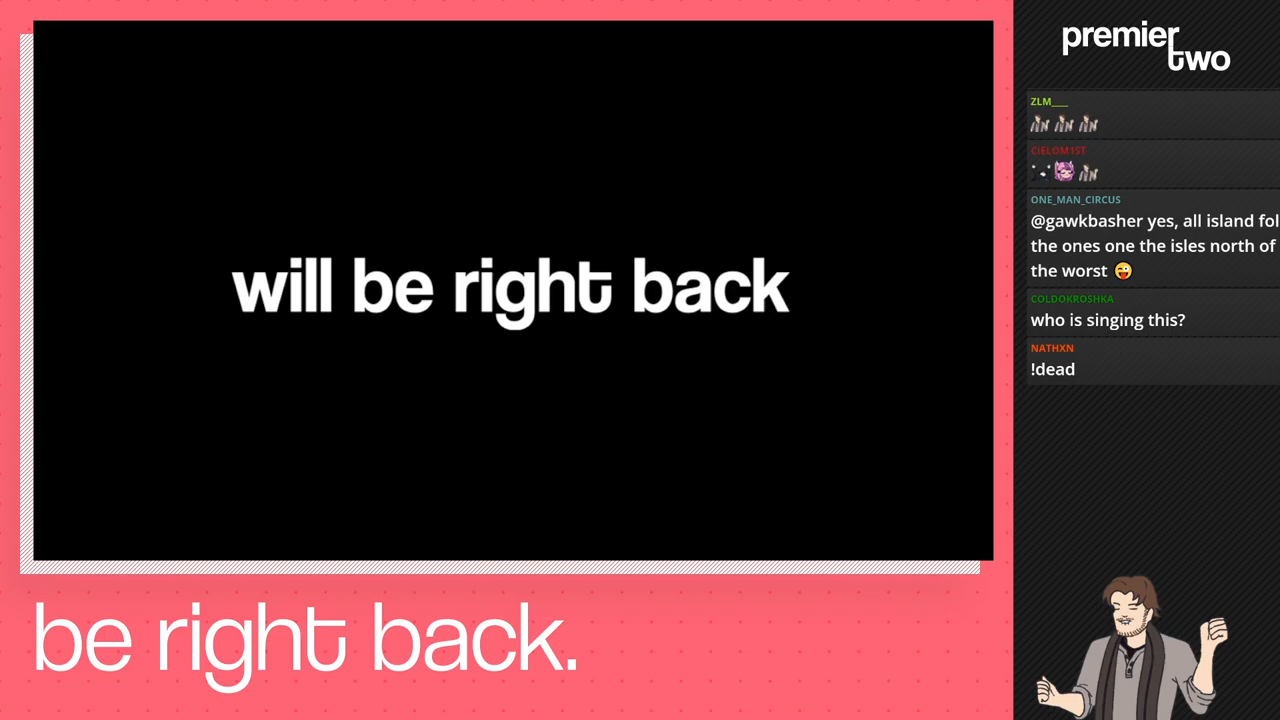 will be right back
be right back.
premier
two
ZLM___
CIELOM1ST
ONE_MAN_CIRCUS
@gawkbasher yes, all island fol
the ones one the isles north of
the worst 😜
COLDOKROSHKA
who is singing this?
NATHXN
!dead